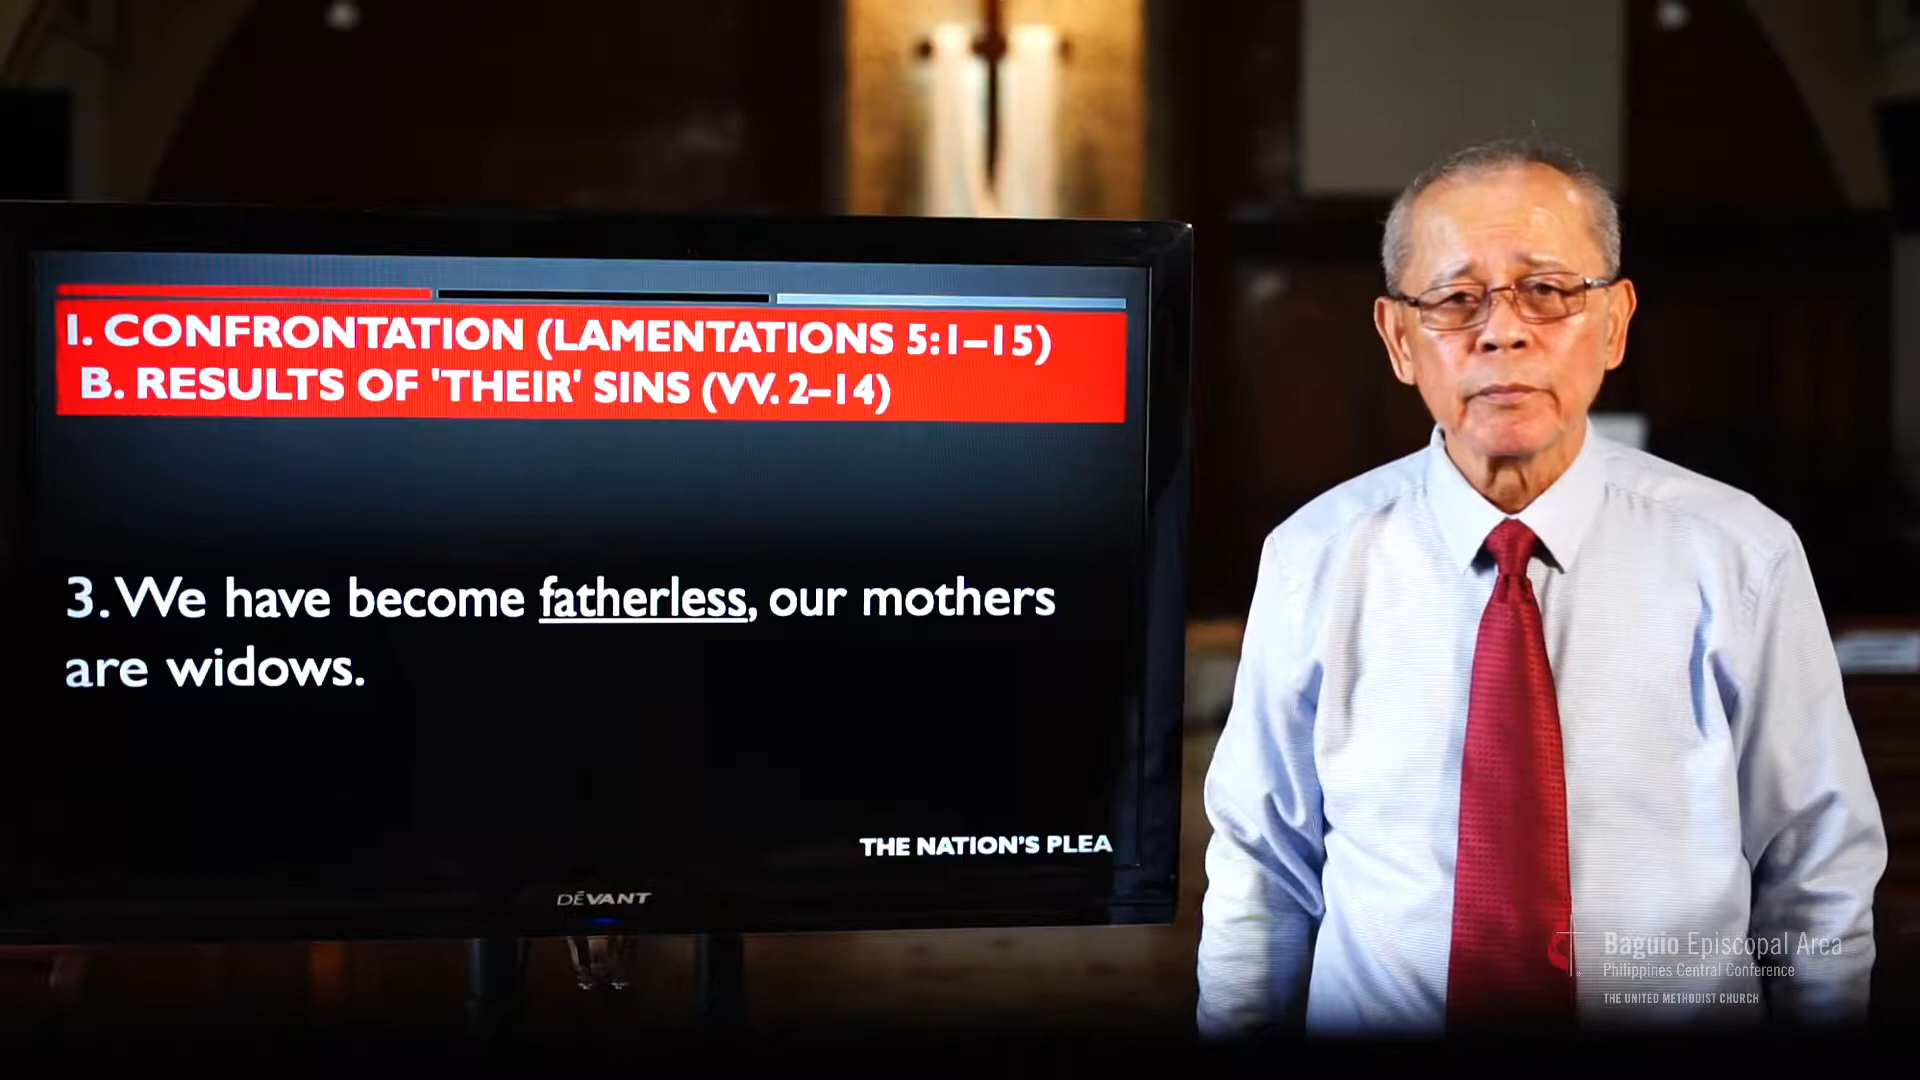 I. CONFRONTATION (LAMENTATIONS 5:1–15)
B. RESULTS OF 'THEIR' SINS (VV. 2–14)
3. We have become fatherless, our mothers
are widows.
THE NATION'S PLEA
DEVANT
Baguio Episcopal Area
Philippines Central Conference
THE UNITED METHODIST CHURCH